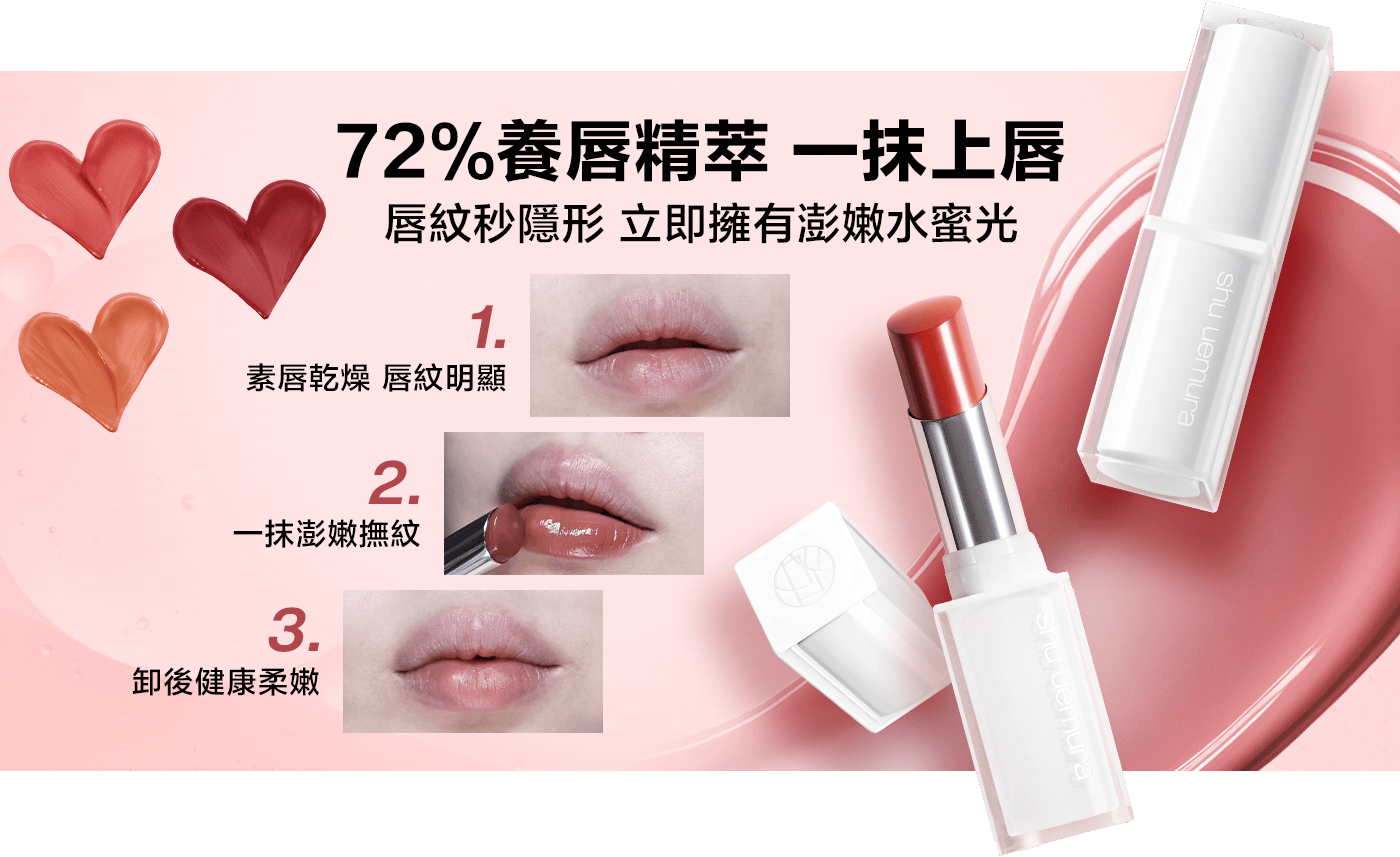 72%養唇精萃 一抹上唇
唇紋秒隱形 立即擁有澎嫩水蜜光
1.
素唇乾燥 唇紋明顯
2.
一抹澎嫩撫紋
3.
卸後健康柔嫩
shu uemura
shu uemura